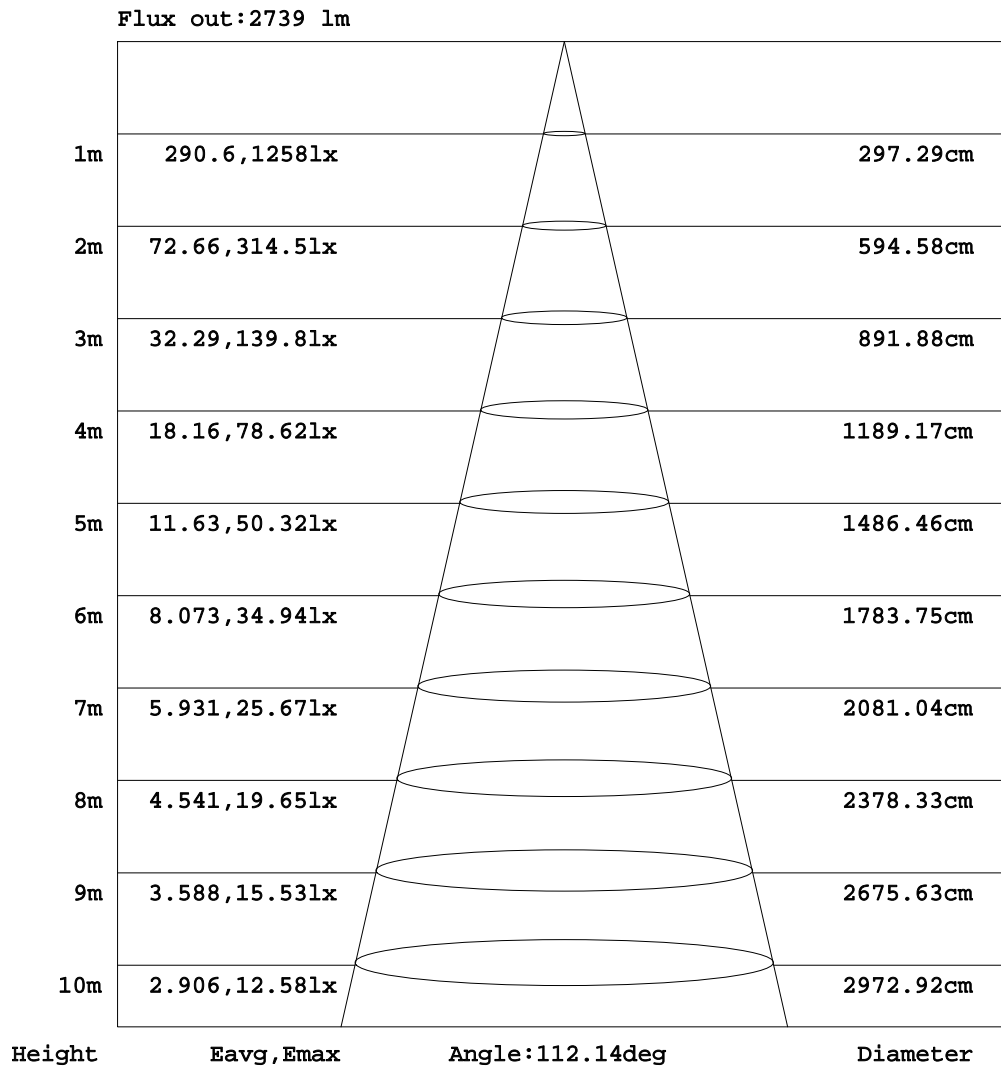 Flux out:2739 lm
1m 290.6,1258lx 297.29cm
2m 72.66,314.5lx 594.58cm
3m 32.29,139.8lx 891.88cm
4m 18.16,78.62lx 1189.17cm
5m 11.63,50.32lx 1486.46cm
6m 8.073,34.94lx 1783.75cm
7m 5.931,25.67lx 2081.04cm
8m 4.541,19.65lx 2378.33cm
9m 3.588,15.53lx 2675.63cm
10m 2.906,12.58lx 2972.92cm
Height Eavg,Emax Angle:112.14deg Diameter